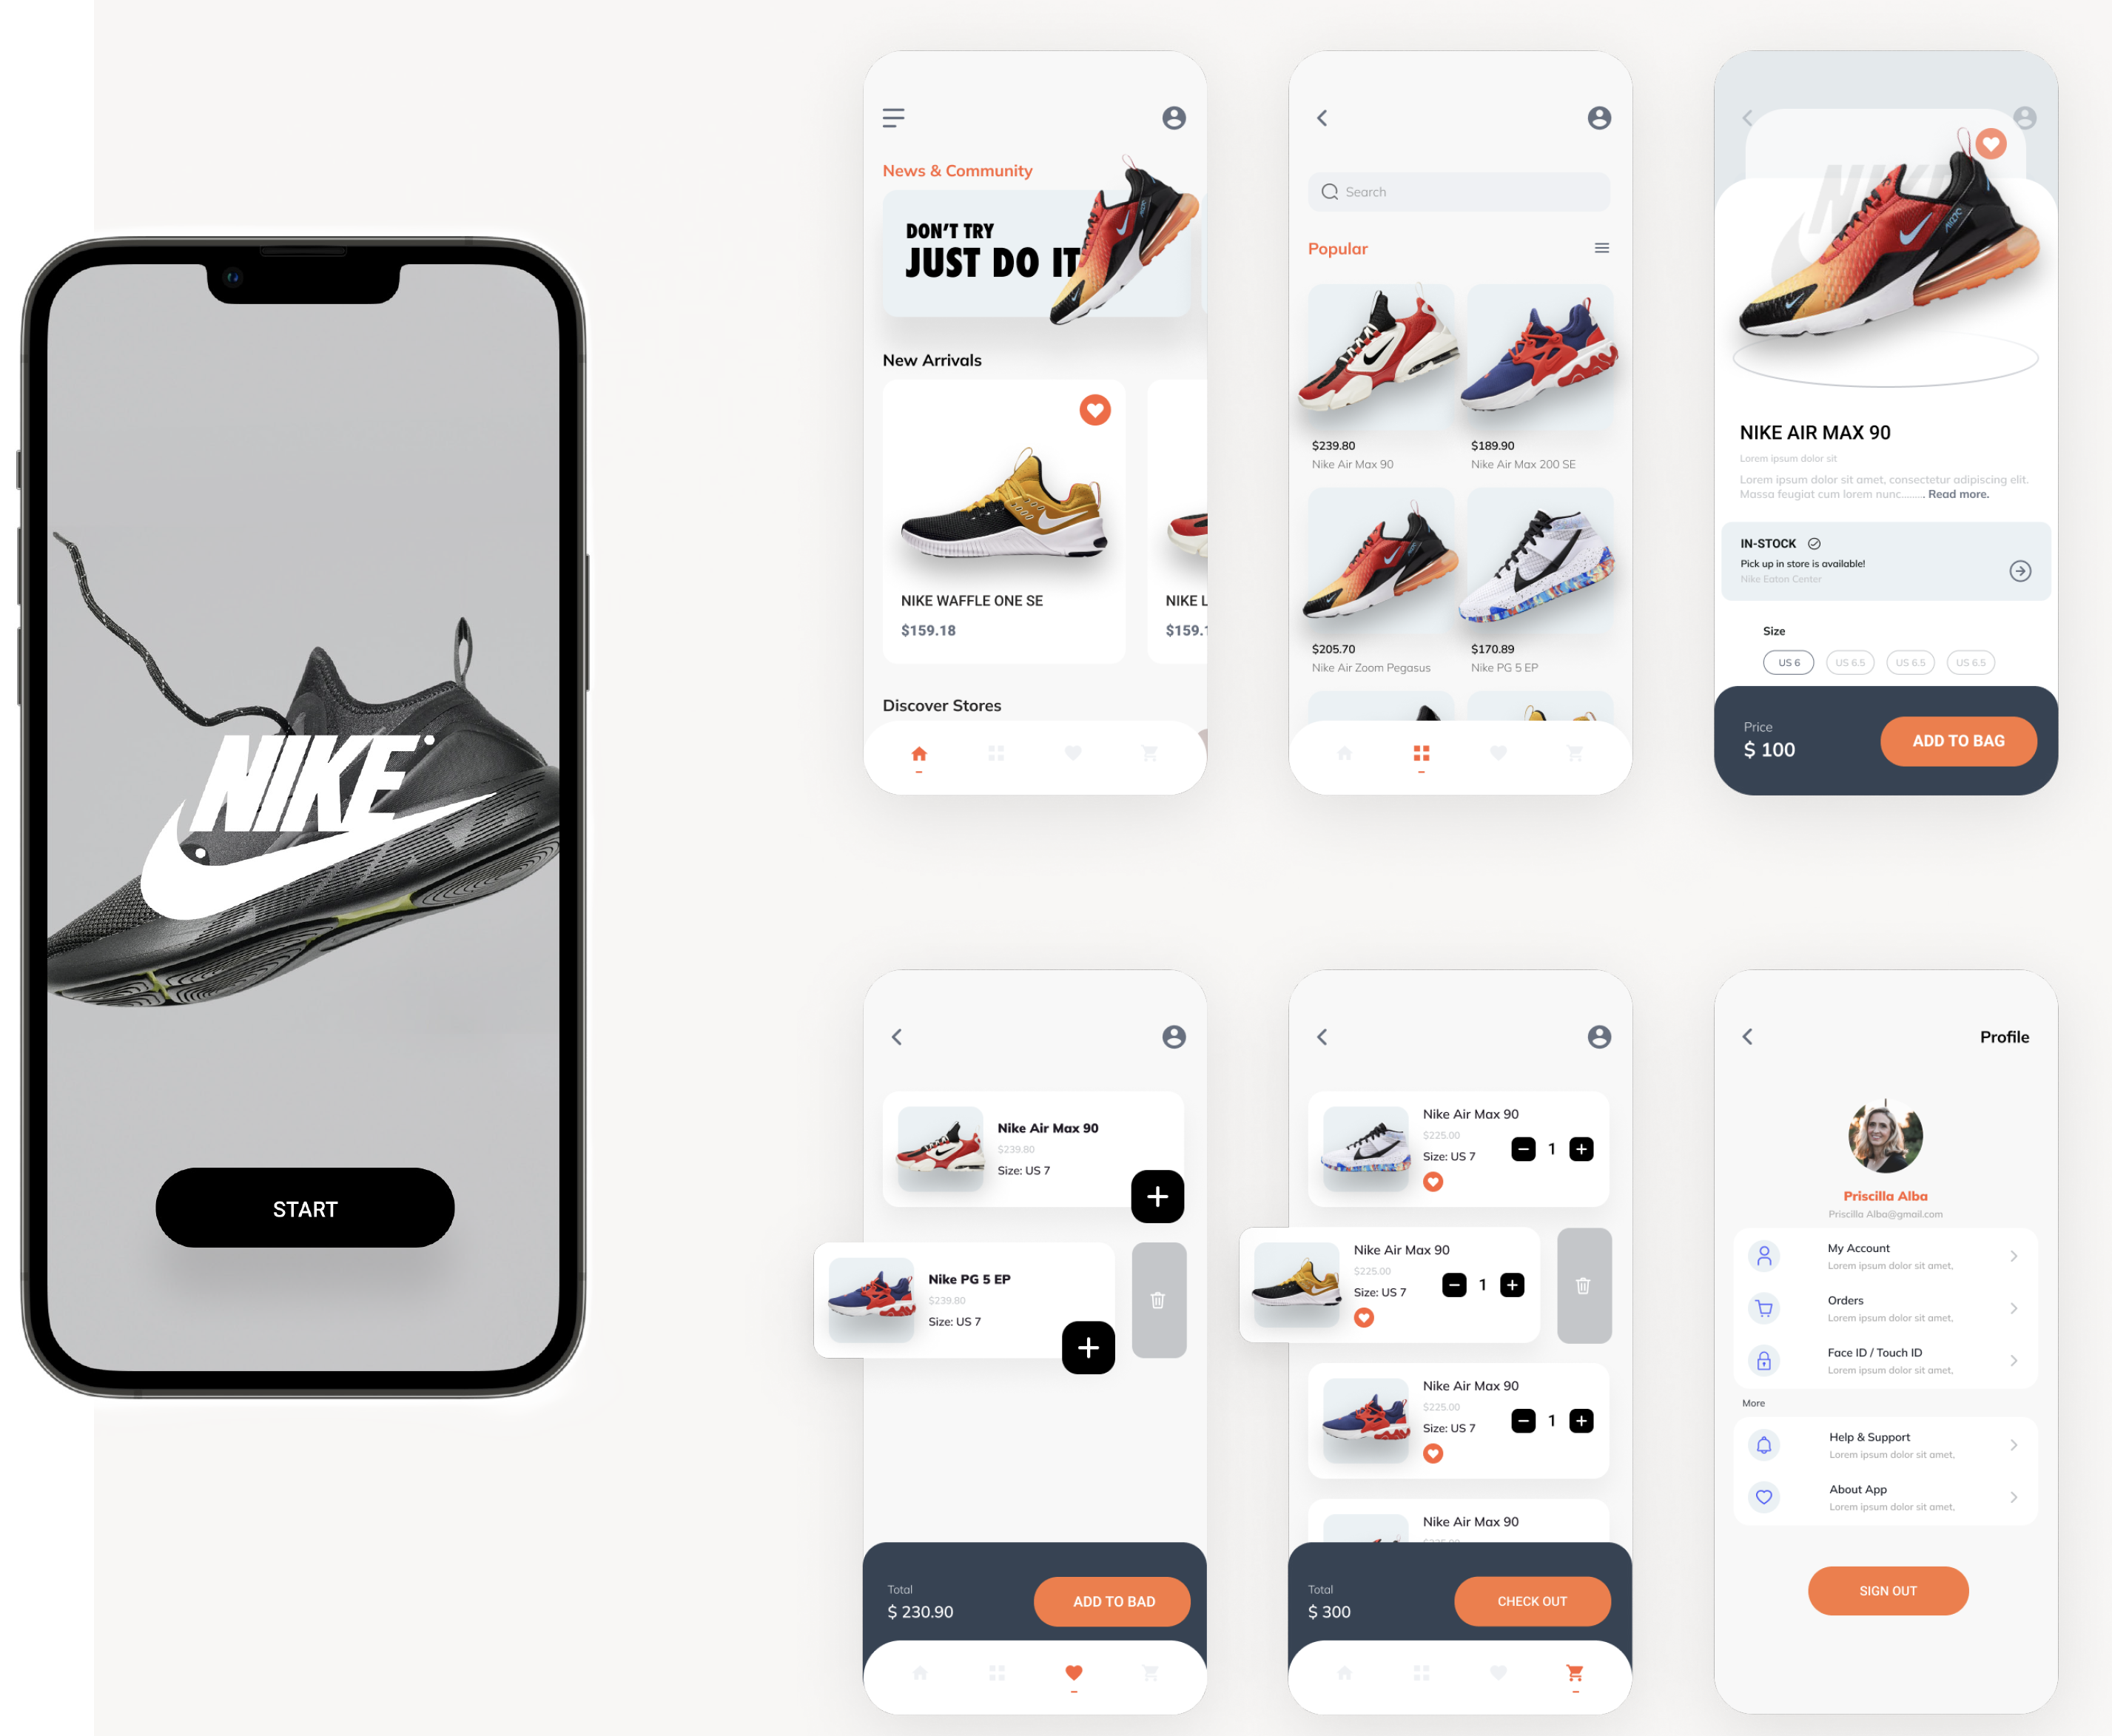 NIKE
START
News & Community
DON'T TRY
JUST DO IT
New Arrivals
NIKE WAFFLE ONE SE
$159.18
NIKE L
$159.1
Discover Stores
Search
Popular
$239.80
Nike Air Max 90
$189.90
Nike Air Max 200 SE
$205.70
Nike Air Zoom Pegasus
$170.89
Nike PG 5 EP
NIKE
NIKE AIR MAX 90
Lorem ipsum dolor sit
Lorem ipsum dolor sit amet, consectetur adipiscing elit.
Massa feugiat cum lorem nunc......... Read more.
IN-STOCK
Pick up in store is available!
Nike Eaton Center
Size
US 6
US 6.5
US 6.5
US 6.5
Price
$ 100
ADD TO BAG
Nike Air Max 90
$239.80
Size: US 7
Nike PG 5 EP
$239.80
Size: US 7
Total
$ 230.90
ADD TO BAD
Nike Air Max 90
$225.00
Size: US 7
1
Nike Air Max 90
$225.00
Size: US 7
1
Nike Air Max 90
$225.00
Size: US 7
1
Nike Air Max 90
Total
$ 300
CHECK OUT
Profile
Priscilla Alba
Priscilla Alba@gmail.com
My Account
Lorem ipsum dolor sit amet,
Orders
Lorem ipsum dolor sit amet,
Face ID / Touch ID
Lorem ipsum dolor sit amet,
More
Help & Support
Lorem ipsum dolor sit amet,
About App
Lorem ipsum dolor sit amet,
SIGN OUT